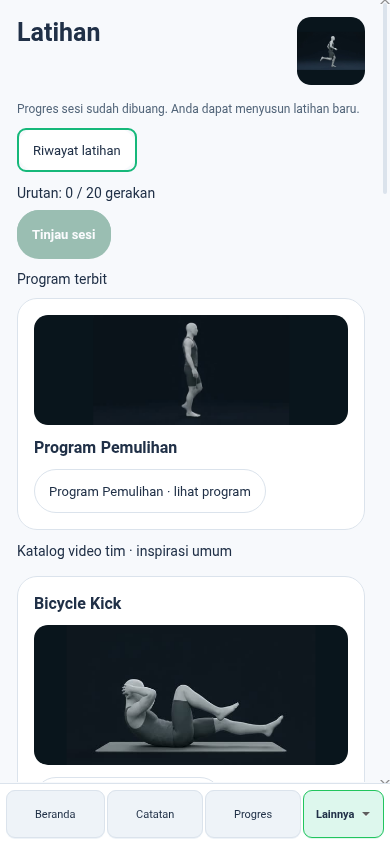 Latihan
Progres sesi sudah dibuang. Anda dapat menyusun latihan baru.
Riwayat latihan
Urutan: 0 / 20 gerakan
Tinjau sesi
Program terbit
Program Pemulihan
Program Pemulihan · lihat program
Katalog video tim · inspirasi umum
Bicycle Kick
Beranda
Catatan
Progres
Lainnya